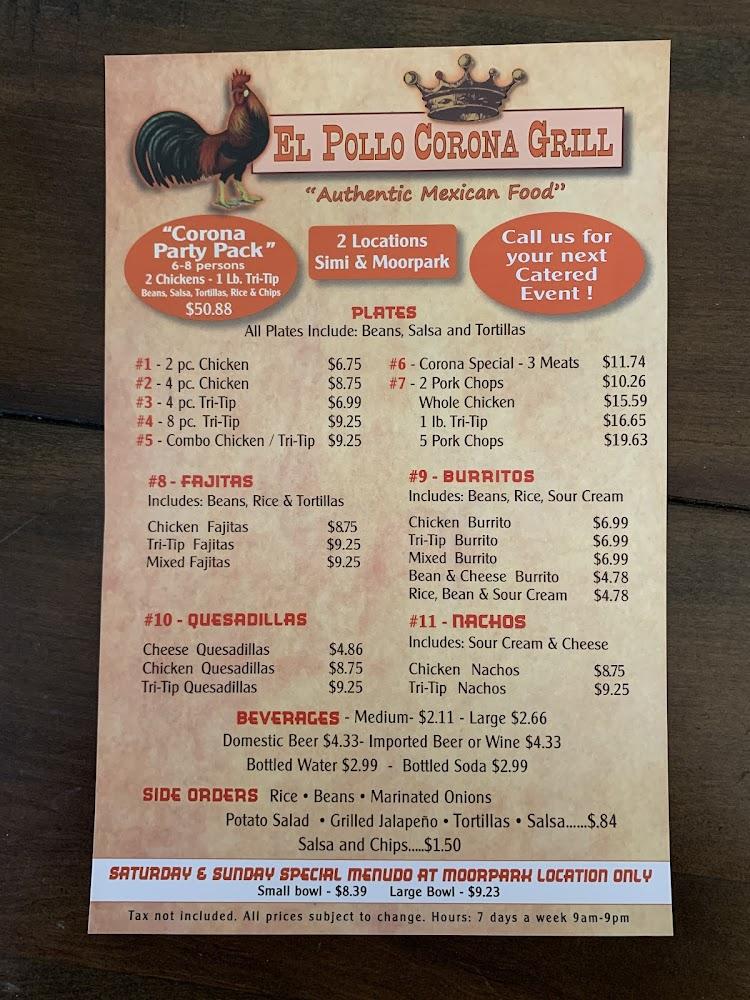 EL POLLO CORONA GRILL
"Authentic Mexican Food"
"Corona
Party Pack"
6-8 persons
2 Chickens - 1 Lb. Tri-Tip
Beans, Salsa, Tortillas, Rice & Chips
$50.88
2 Locations
Simi & Moorpark
Call us for
your next
Catered
Event !
PLATES
All Plates Include: Beans, Salsa and Tortillas
#1 - 2 pc. Chicken $6.75
#2 - 4 pc. Chicken $8.75
#3 - 4 pc. Tri-Tip $6.99
#4 - 8 pc. Tri-Tip $9.25
#5 - Combo Chicken / Tri-Tip $9.25
#6 - Corona Special - 3 Meats $11.74
#7 - 2 Pork Chops $10.26
Whole Chicken $15.59
1 lb. Tri-Tip $16.65
5 Pork Chops $19.63
#8 - FAJITAS
Includes: Beans, Rice & Tortillas
Chicken Fajitas $8.75
Tri-Tip Fajitas $9.25
Mixed Fajitas $9.25
#9 - BURRITOS
Includes: Beans, Rice, Sour Cream
Chicken Burrito $6.99
Tri-Tip Burrito $6.99
Mixed Burrito $6.99
Bean & Cheese Burrito $4.78
Rice, Bean & Sour Cream $4.78
#10 - QUESADILLAS
Cheese Quesadillas $4.86
Chicken Quesadillas $8.75
Tri-Tip Quesadillas $9.25
#11 - NACHOS
Includes: Sour Cream & Cheese
Chicken Nachos $8.75
Tri-Tip Nachos $9.25
BEVERAGES - Medium- $2.11 - Large $2.66
Domestic Beer $4.33- Imported Beer or Wine $4.33
Bottled Water $2.99 - Bottled Soda $2.99
SIDE ORDERS Rice • Beans • Marinated Onions
Potato Salad • Grilled Jalapeño • Tortillas • Salsa......$.84
Salsa and Chips.....$1.50
SATURDAY & SUNDAY SPECIAL MENUDO AT MOORPARK LOCATION ONLY
Small bowl - $8.39 Large Bowl - $9.23
Tax not included. All prices subject to change. Hours: 7 days a week 9am-9pm